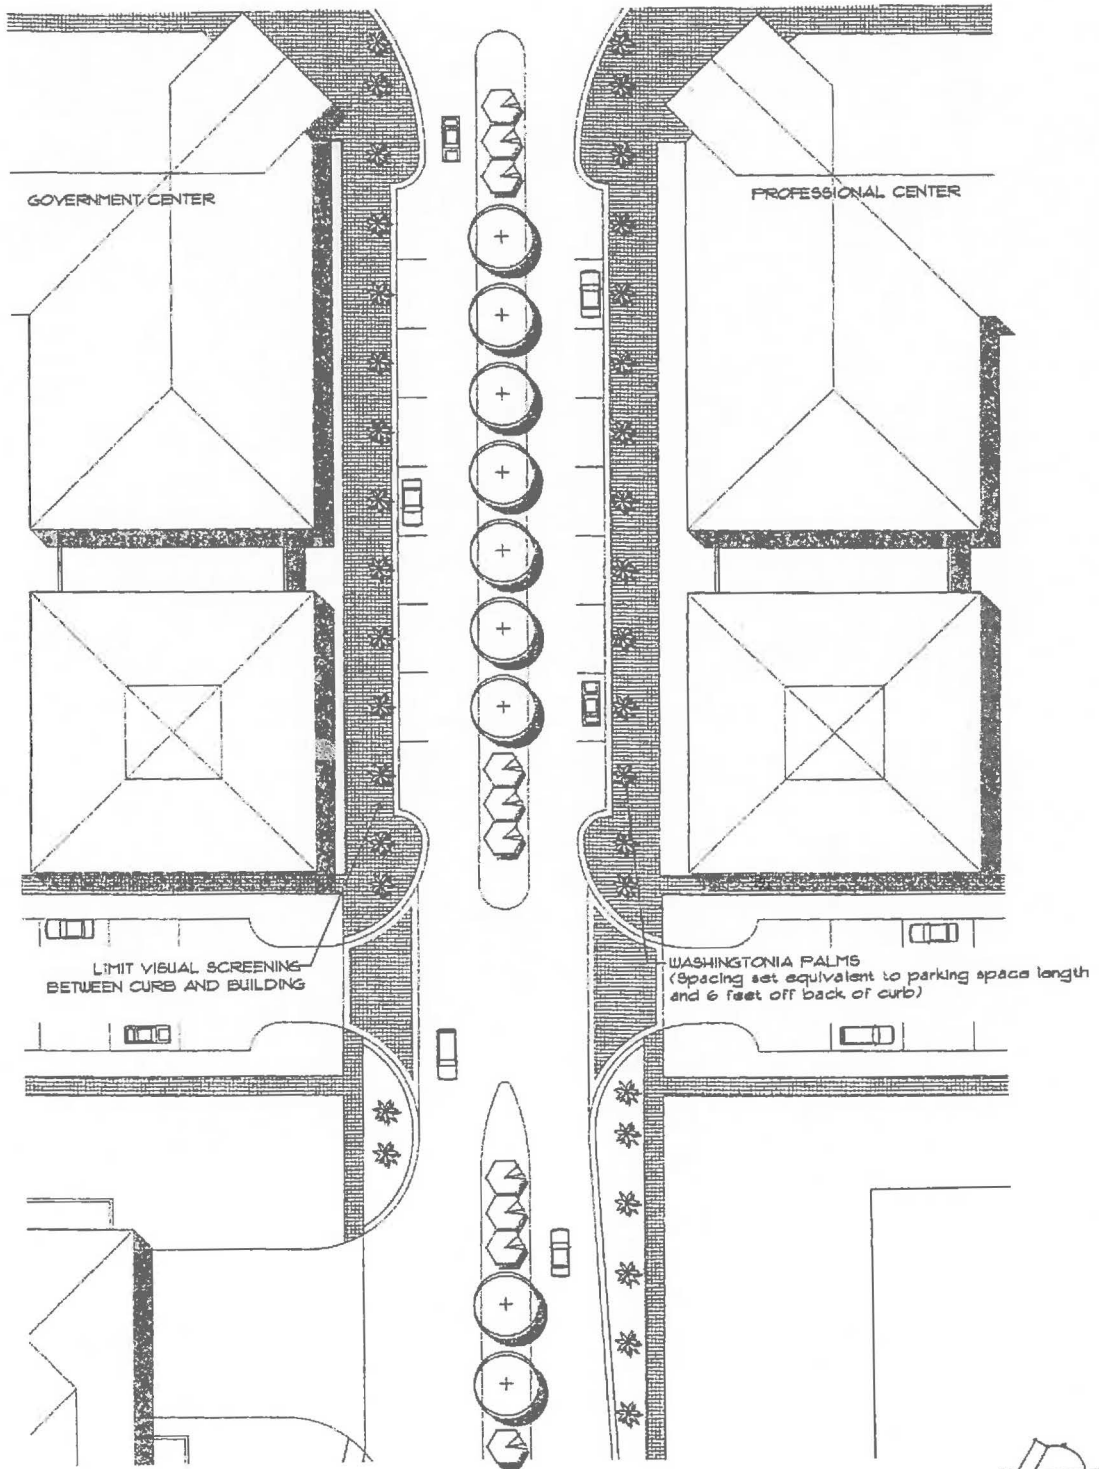 GOVERNMENT CENTER
PROFESSIONAL CENTER
LIMIT VISUAL SCREENING
BETWEEN CURB AND BUILDING
WASHINGTONIA PALMS
(Spacing set equivalent to parking space length
and 6 feet off back of curb)